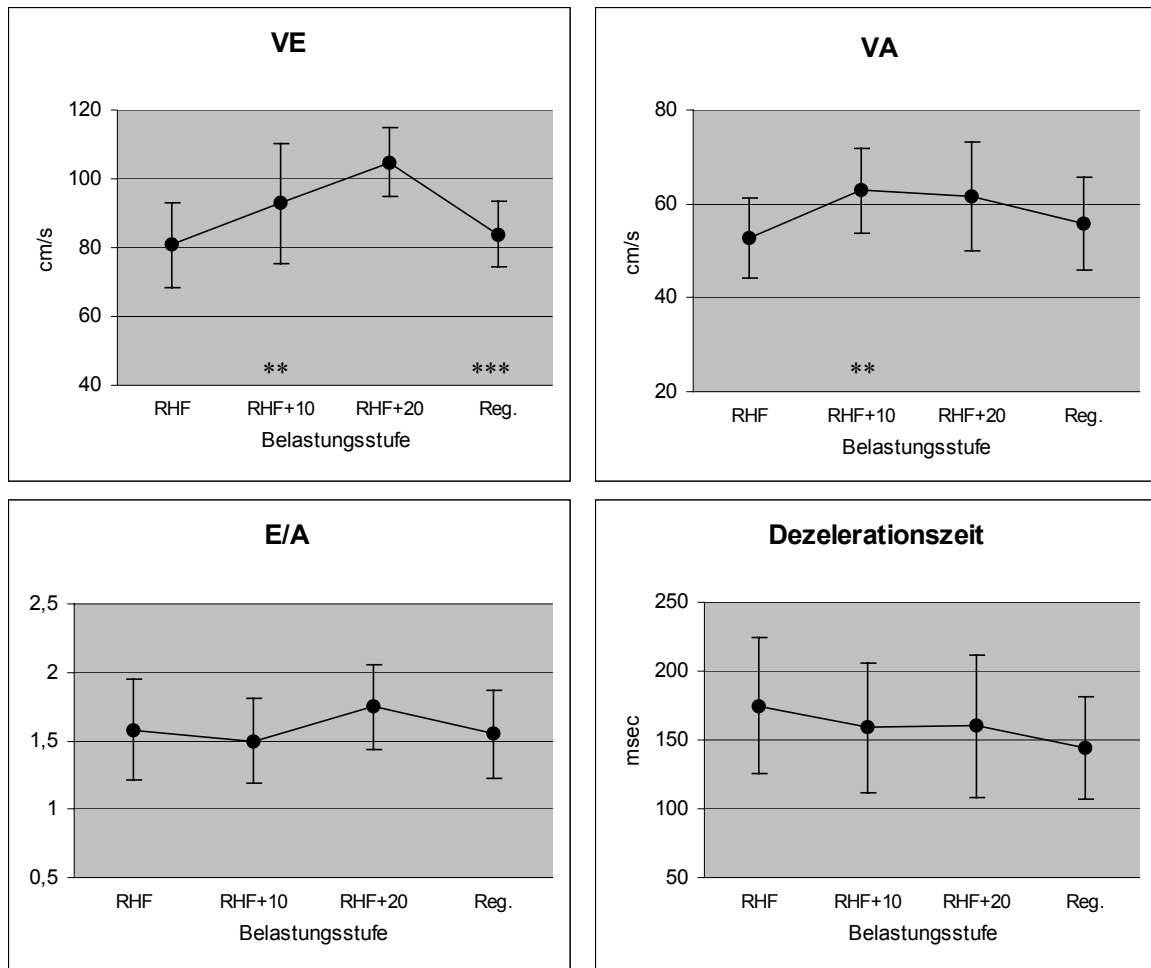 VE
120
100
80
60
40
cm/s
** ***
RHF RHF+10 RHF+20 Reg.
Belastungsstufe
VA
80
60
40
20
cm/s
**
RHF RHF+10 RHF+20 Reg.
Belastungsstufe
E/A
2,5
2
1,5
1
0,5
RHF RHF+10 RHF+20 Reg.
Belastungsstufe
Dezelerationszeit
250
200
150
100
50
msec
RHF RHF+10 RHF+20 Reg.
Belastungsstufe